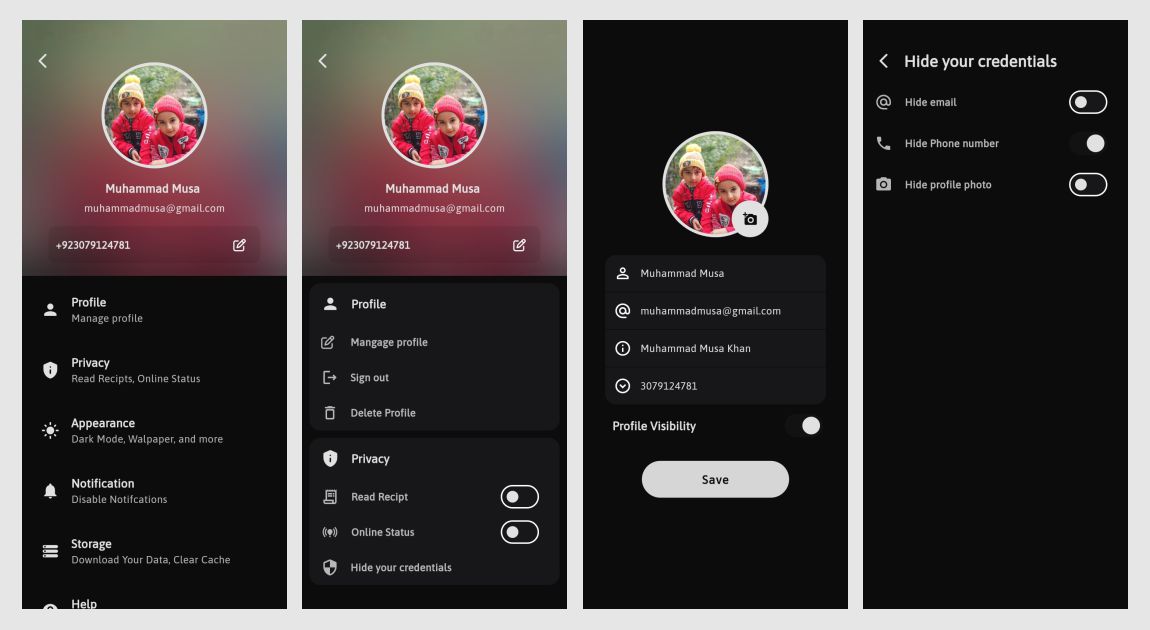 Muhammad Musa
muhammadmusa@gmail.com
+923079124781
Profile
Manage profile
Privacy
Read Recipts, Online Status
Appearance
Dark Mode, Walpaper, and more
Notification
Disable Notifcations
Storage
Download Your Data, Clear Cache
Help
Muhammad Musa
muhammadmusa@gmail.com
+923079124781
Profile
Mangage profile
Sign out
Delete Profile
Privacy
Read Recipt
Online Status
Hide your credentials
Muhammad Musa
muhammadmusa@gmail.com
Muhammad Musa Khan
3079124781
Profile Visibility
Save
Hide your credentials
Hide email
Hide Phone number
Hide profile photo